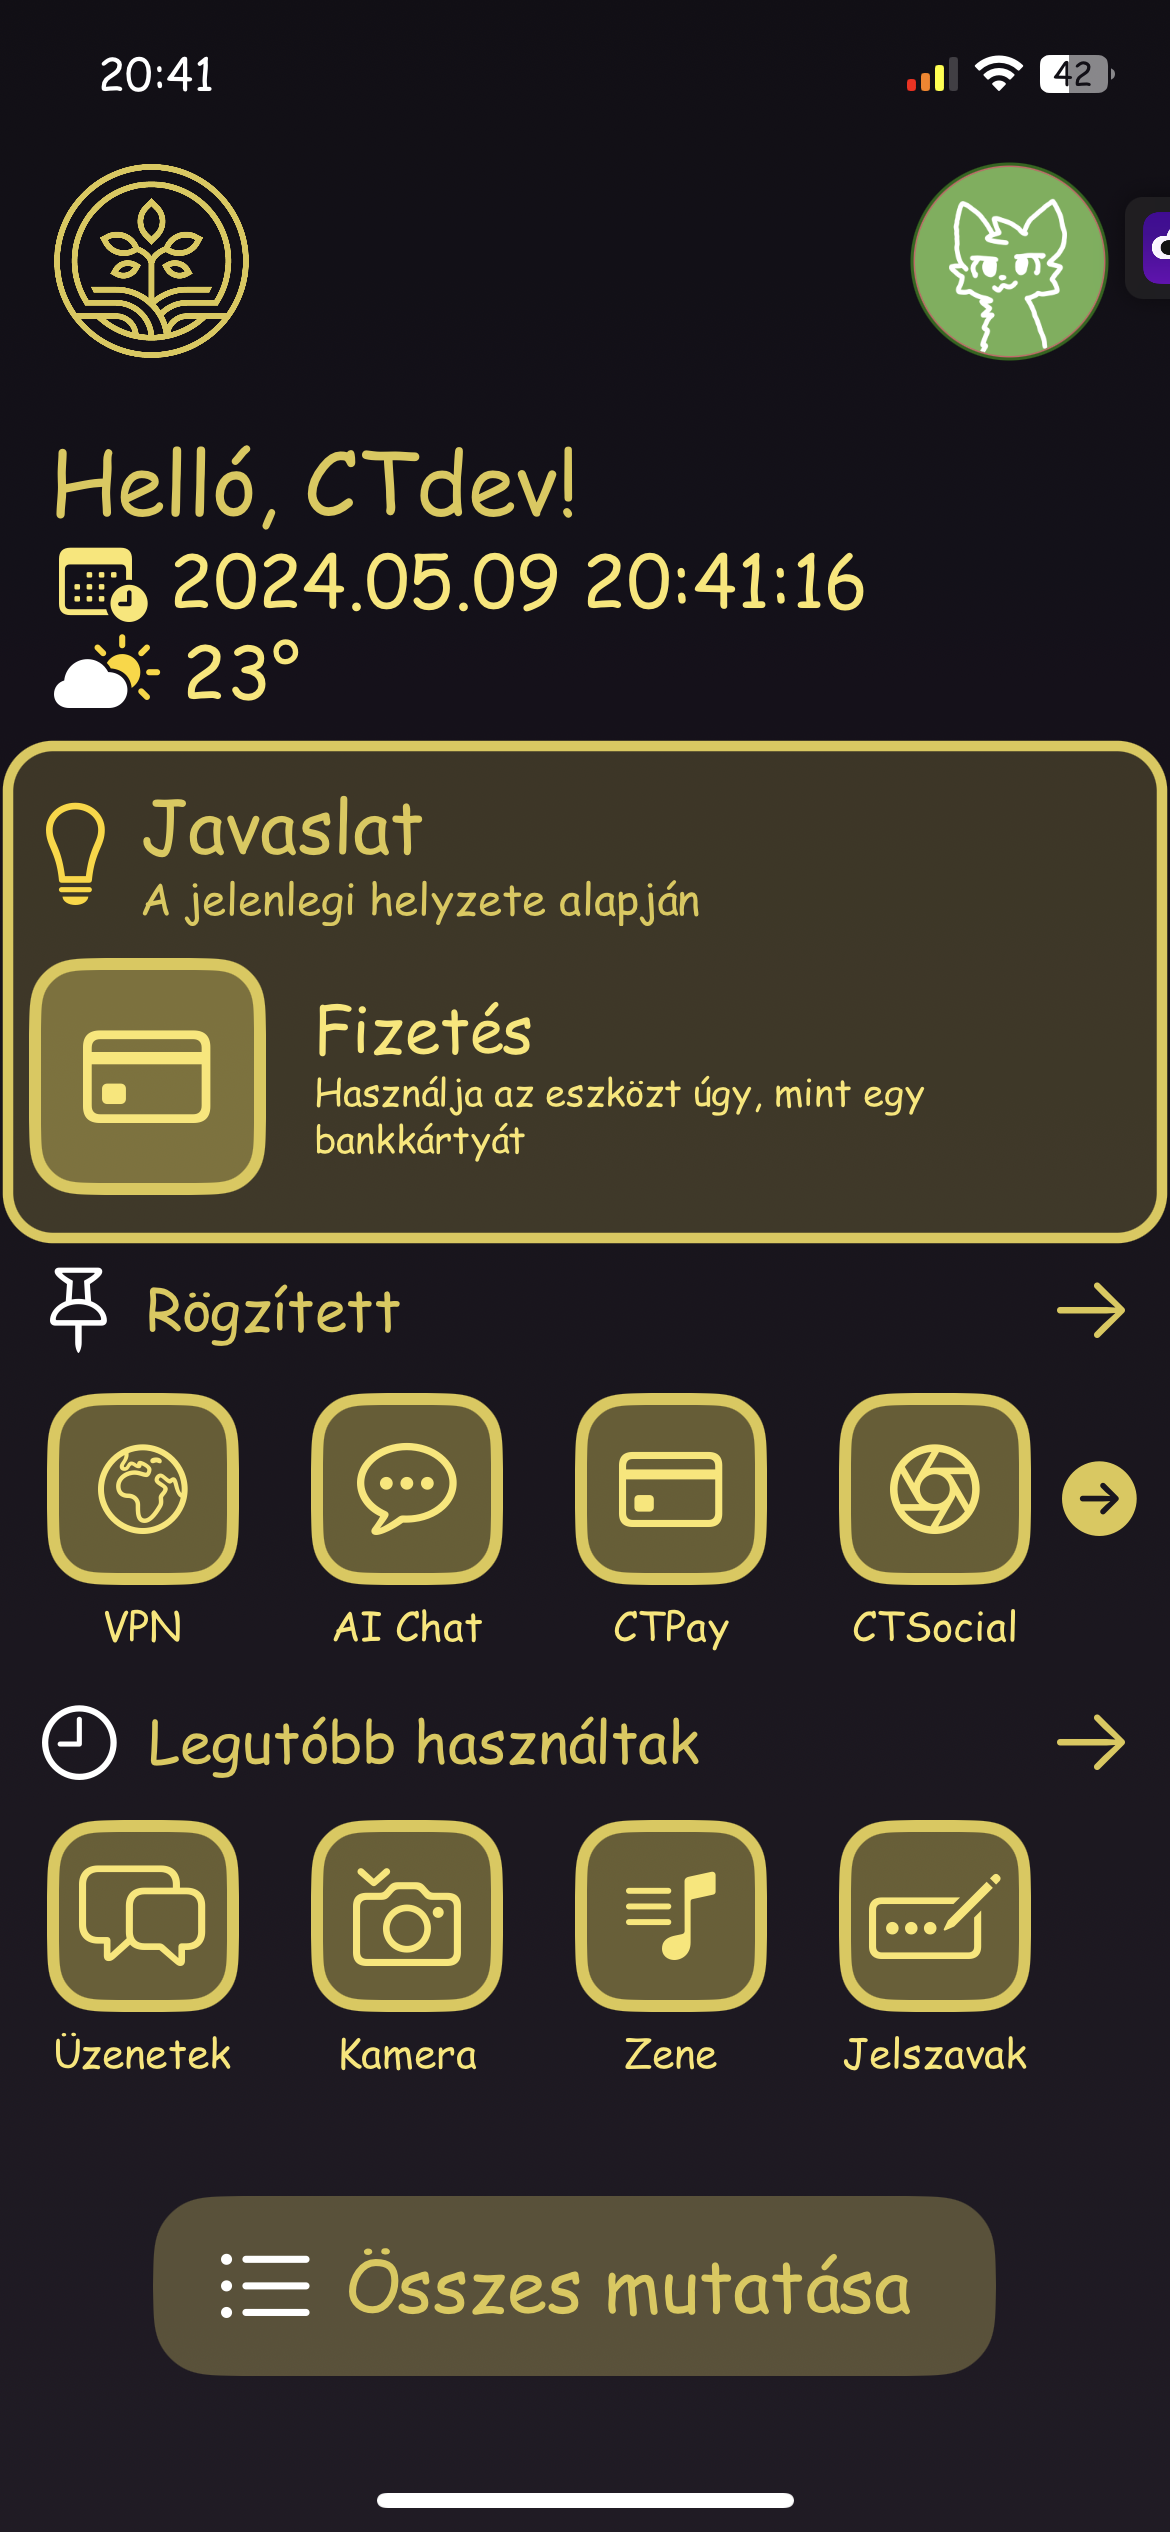 20:41
42
Helló, CTdev!
2024.05.09 20:41:16
23°
Javaslat
A jelenlegi helyzete alapján
Fizetés
Használja az eszközt úgy, mint egy
bankkártyát
Rögzített
VPN
AI Chat
CTPay
CTSocial
Legutóbb használtak
Üzenetek
Kamera
Zene
Jelszavak
Összes mutatása